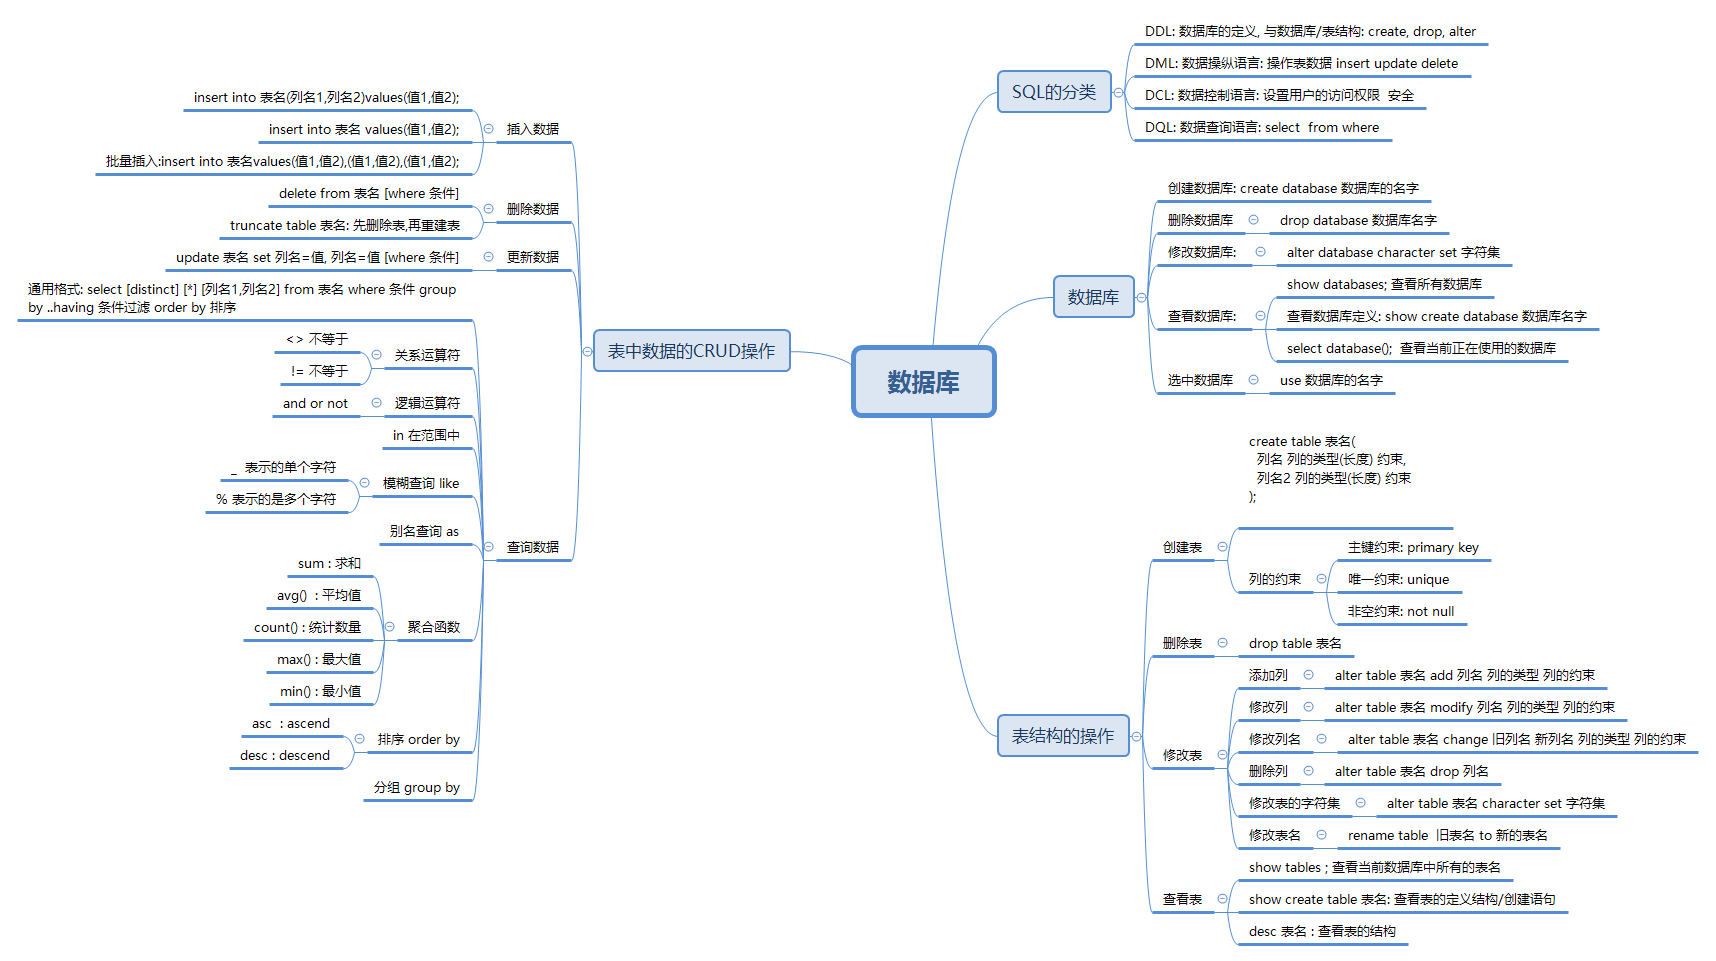 数据库
SQL的分类
DDL: 数据库的定义, 与数据库/表结构: create, drop, alter
DML: 数据操纵语言: 操作表数据 insert update delete
DCL: 数据控制语言: 设置用户的访问权限  安全
DQL: 数据查询语言: select  from where
数据库
创建数据库: create database 数据库的名字
删除数据库
drop database 数据库名字
修改数据库:
alter database character set 字符集
查看数据库:
show databases; 查看所有数据库
查看数据库定义: show create database 数据库名字
select database();  查看当前正在使用的数据库
选中数据库
use 数据库的名字
表结构的操作
创建表
create table 表名(
列名 列的类型(长度) 约束,
列名2 列的类型(长度) 约束
);
列的约束
主键约束: primary key
唯一约束: unique
非空约束: not null
删除表
drop table 表名
修改表
添加列
alter table 表名 add 列名 列的类型 列的约束
修改列
alter table 表名 modify 列名 列的类型 列的约束
修改列名
alter table 表名 change 旧列名 新列名 列的类型 列的约束
删除列
alter table 表名 drop 列名
修改表的字符集
alter table 表名 character set 字符集
修改表名
rename table  旧表名 to 新的表名
查看表
show tables ; 查看当前数据库中所有的表名
show create table 表名: 查看表的定义结构/创建语句
desc 表名 : 查看表的结构
表中数据的CRUD操作
插入数据
insert into 表名(列名1,列名2)values(值1,值2);
insert into 表名 values(值1,值2);
批量插入:insert into 表名values(值1,值2),(值1,值2),(值1,值2);
删除数据
delete from 表名 [where 条件]
truncate table 表名: 先删除表,再重建表
更新数据
update 表名 set 列名=值, 列名=值 [where 条件]
查询数据
通用格式: select [distinct] [*] [列名1,列名2] from 表名 where 条件 group
by ..having 条件过滤 order by 排序
关系运算符
<> 不等于
!= 不等于
逻辑运算符
and or not
in 在范围中
模糊查询 like
_  表示的单个字符
% 表示的是多个字符
别名查询 as
聚合函数
sum : 求和
avg()  : 平均值
count() : 统计数量
max() : 最大值
min() : 最小值
排序 order by
asc  : ascend
desc : descend
分组 group by